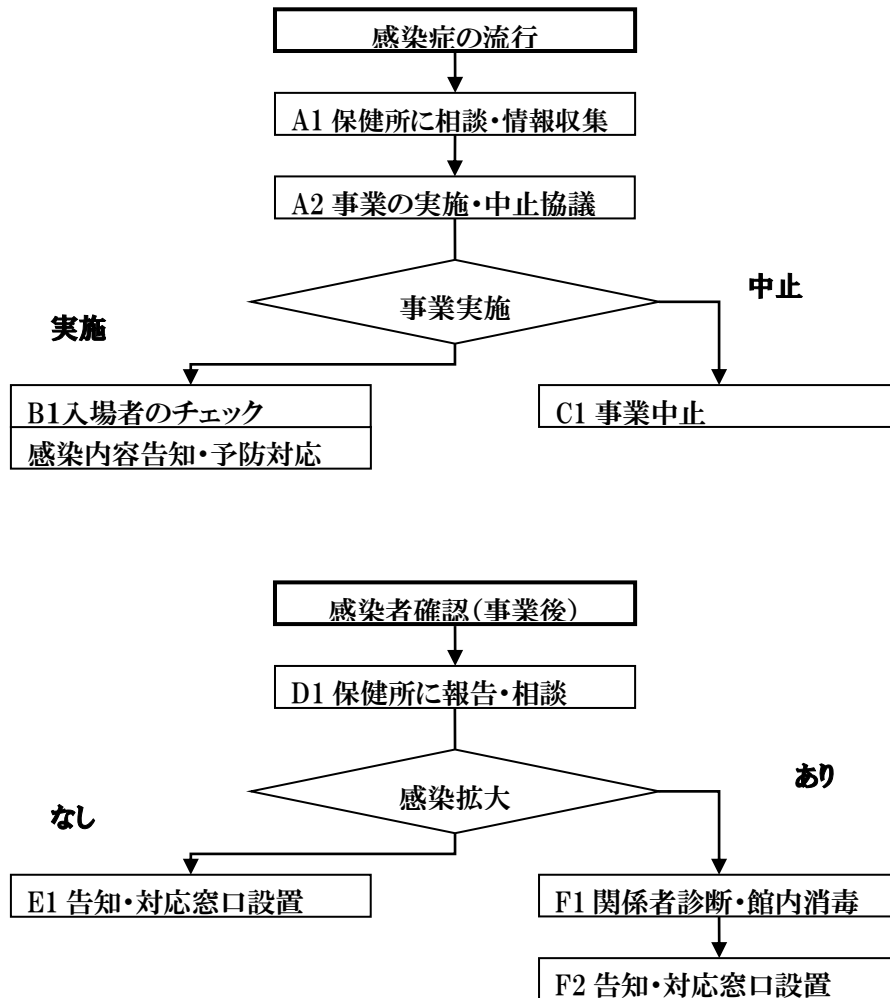 感染症の流行
A1 保健所に相談・情報収集
A2 事業の実施・中止協議
事業実施
中止
実施
B1入場者のチェック
感染内容告知・予防対応
C1 事業中止
感染者確認（事業後）
D1 保健所に報告・相談
感染拡大
あり
なし
E1 告知・対応窓口設置
F1 関係者診断・館内消毒
F2 告知・対応窓口設置